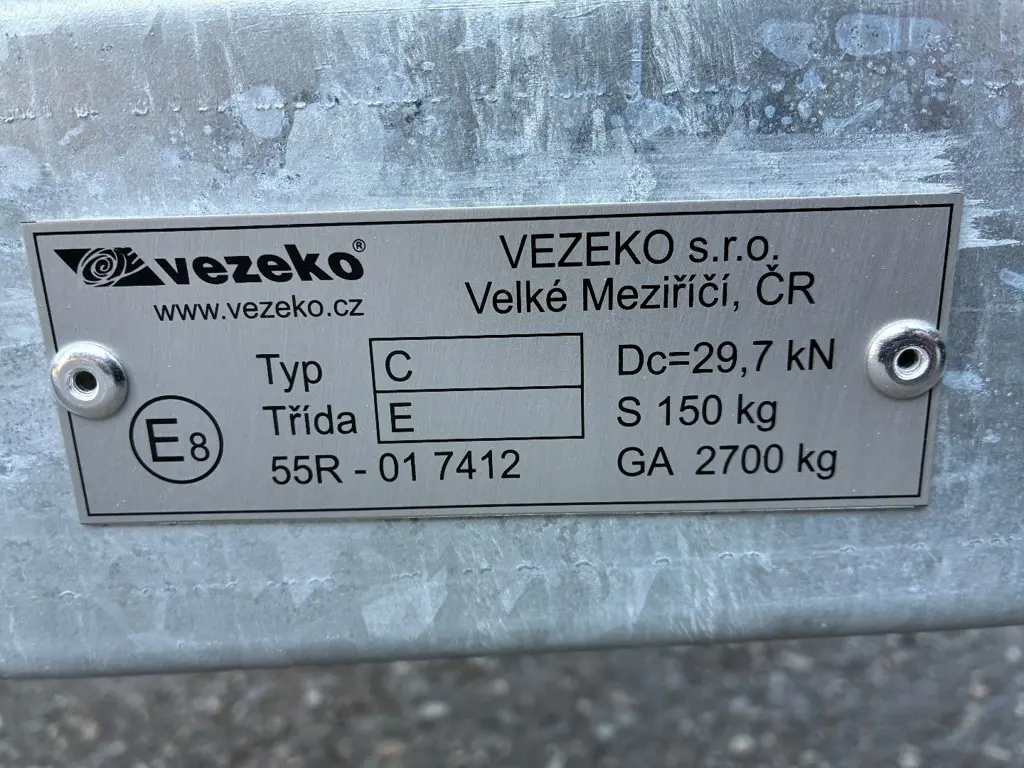 vezeko®
www.vezeko.cz
VEZEKO s.r.o.
Velké Meziříčí, ČR
Typ C
Třída E
55R - 01 7412
E8
Dc=29,7 kN
S 150 kg
GA 2700 kg